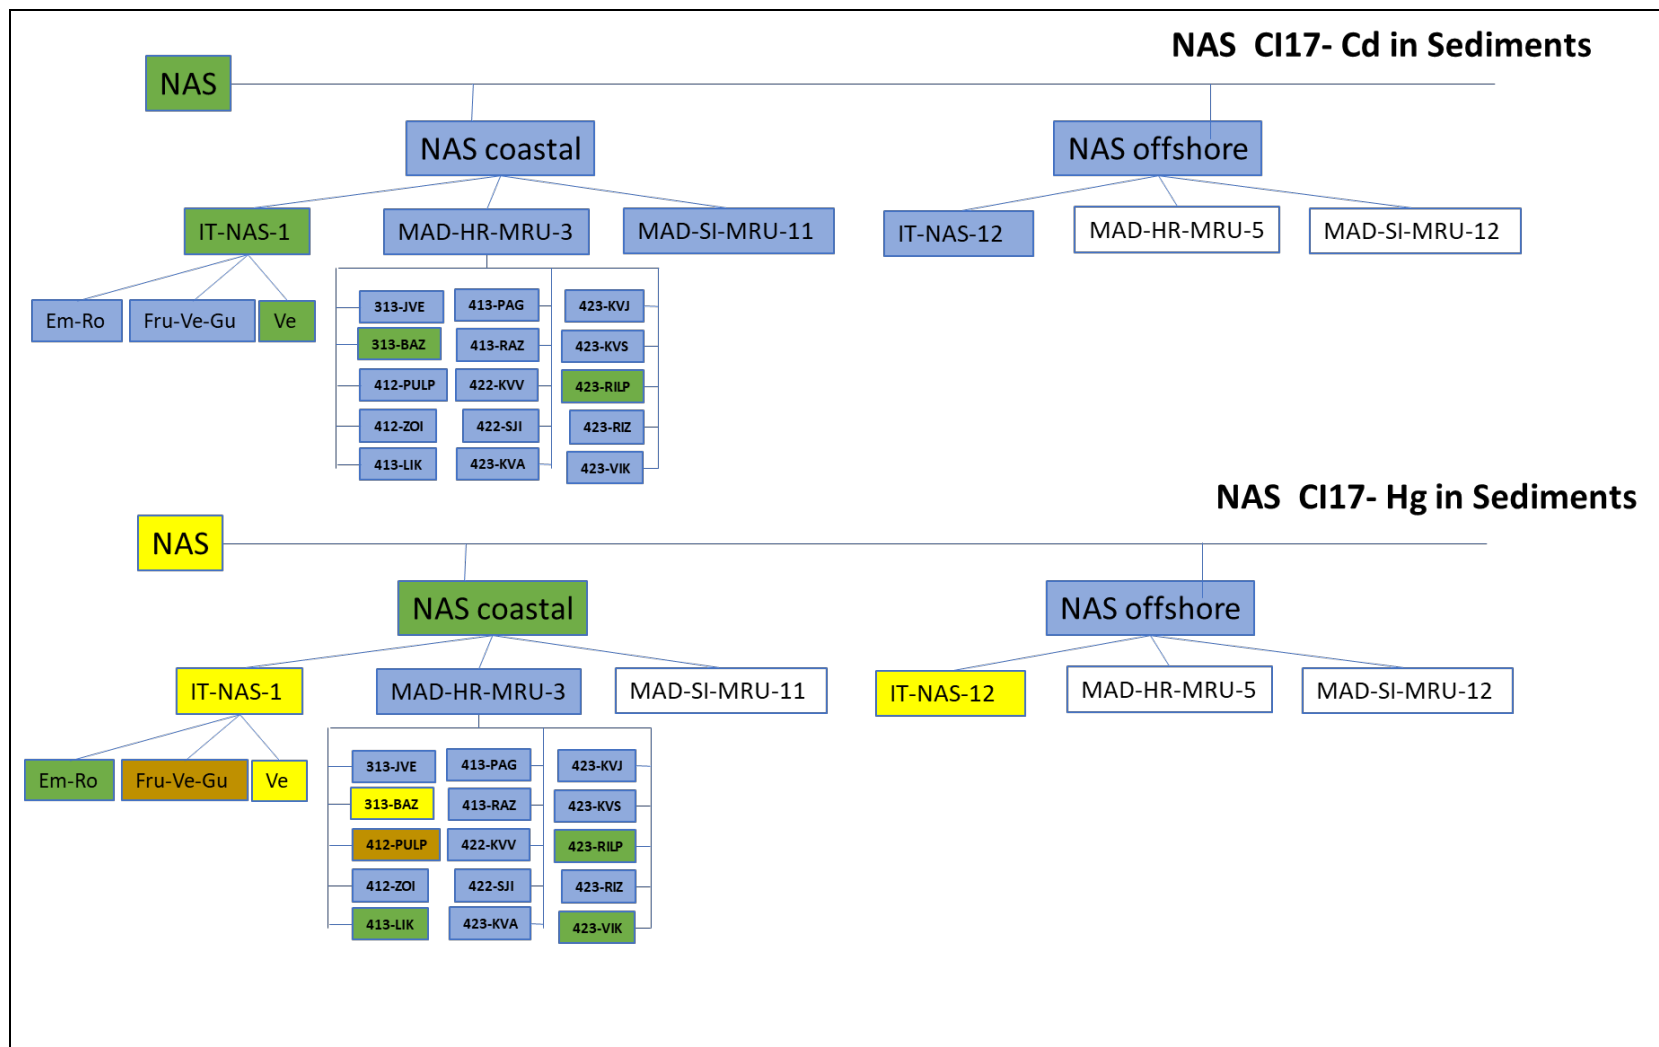 NAS CI17- Cd in Sediments
NAS
NAS coastal
NAS offshore
IT-NAS-1
MAD-HR-MRU-3
MAD-SI-MRU-11
IT-NAS-12
MAD-HR-MRU-5
MAD-SI-MRU-12
Em-Ro
Fru-Ve-Gu
Ve
313-JVE
413-PAG
423-KVJ
313-BAZ
413-RAZ
423-KVS
412-PULP
422-KVV
423-RILP
412-ZOI
422-SJI
423-RIZ
413-LIK
423-KVA
423-VIK
NAS CI17- Hg in Sediments
NAS
NAS coastal
NAS offshore
IT-NAS-1
MAD-HR-MRU-3
MAD-SI-MRU-11
IT-NAS-12
MAD-HR-MRU-5
MAD-SI-MRU-12
Em-Ro
Fru-Ve-Gu
Ve
313-JVE
413-PAG
423-KVJ
313-BAZ
413-RAZ
423-KVS
412-PULP
422-KVV
423-RILP
412-ZOI
422-SJI
423-RIZ
413-LIK
423-KVA
423-VIK